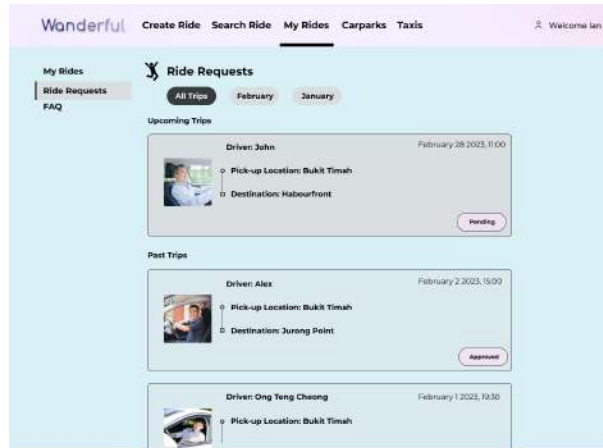 Wanderful
Create Ride Search Ride My Rides Carparks Taxis
Welcome Ian
My Rides
Ride Requests
FAQ
Ride Requests
All Trips February January
Upcoming Trips
Driver: John
February 28 2023, 11:00
Pick-up Location: Bukit Timah
Destination: Habourfront
Pending
Past Trips
Driver: Alex
February 2 2023, 15:00
Pick-up Location: Bukit Timah
Destination: Jurong Point
Approved
Driver: Ong Teng Cheong
February 1 2023, 19:30
Pick-up Location: Bukit Timah